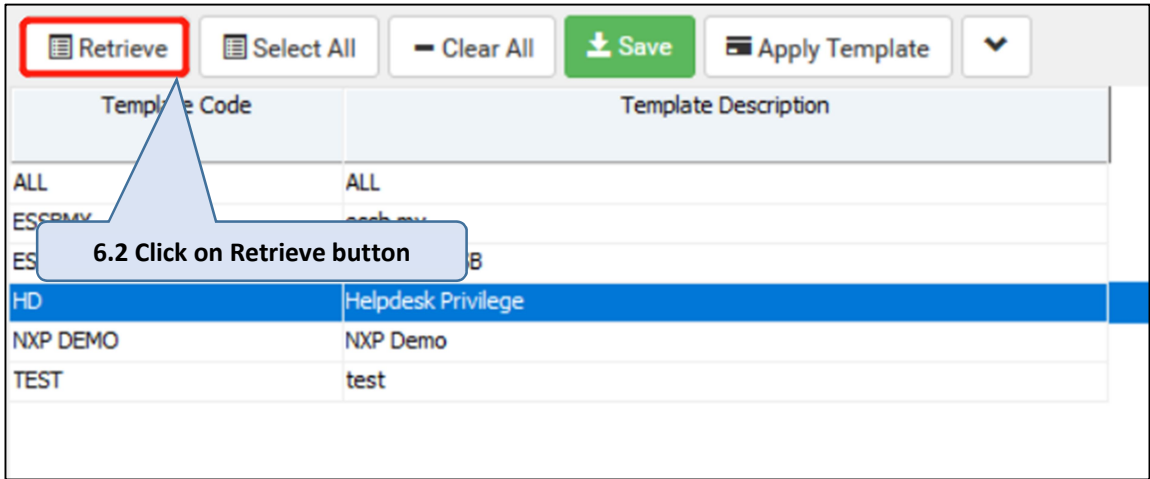 Retrieve Select All Clear All Save Apply Template
Template Code Template Description
ALL ALL
6.2 Click on Retrieve button
HD Helpdesk Privilege
NXP DEMO NXP Demo
TEST test